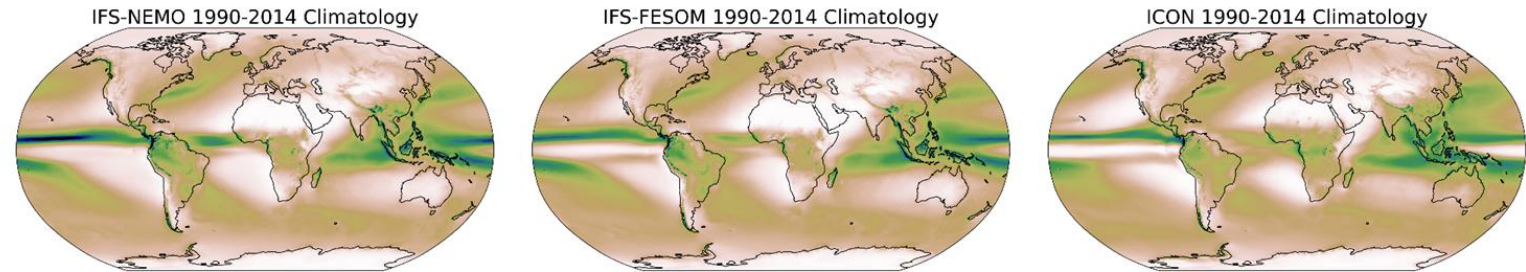 IFS-NEMO 1990-2014 Climatology
IFS-FESOM 1990-2014 Climatology
ICON 1990-2014 Climatology